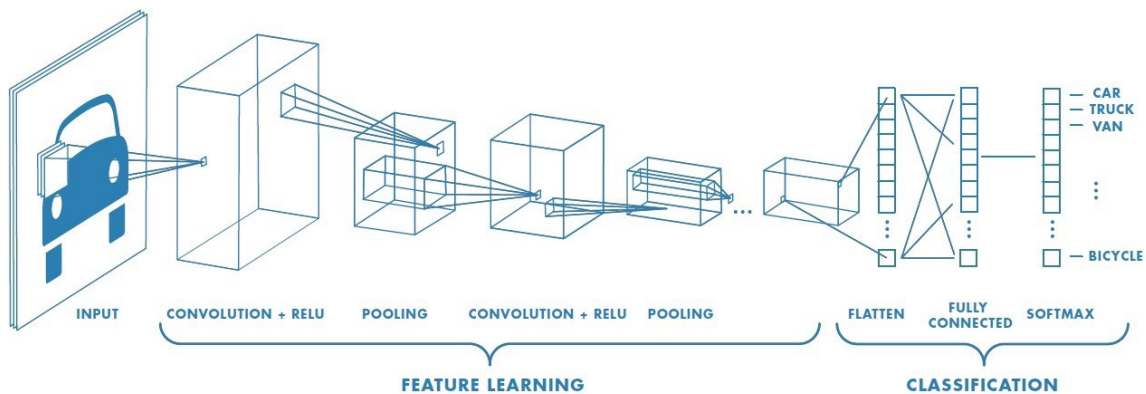 CAR
TRUCK
VAN
BICYCLE
INPUT
CONVOLUTION + RELU
POOLING
CONVOLUTION + RELU
POOLING
FLATTEN
FULLY
CONNECTED
SOFTMAX
FEATURE LEARNING
CLASSIFICATION